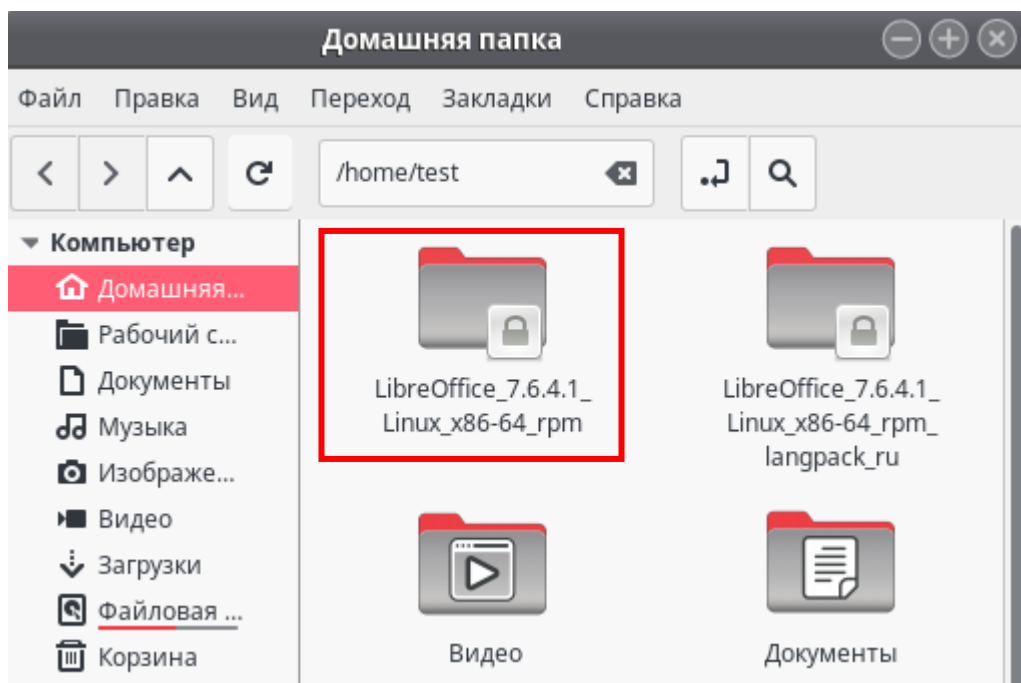 Домашняя папка
Файл Правка Вид Переход Закладки Справка
/home/test
Компьютер
Домашняя...
Рабочий с...
Документы
Музыка
Изображе...
Видео
Загрузки
Файловая ...
Корзина
LibreOffice_7.6.4.1_
Linux_x86-64_rpm
LibreOffice_7.6.4.1_
Linux_x86-64_rpm_
langpack_ru
Видео
Документы